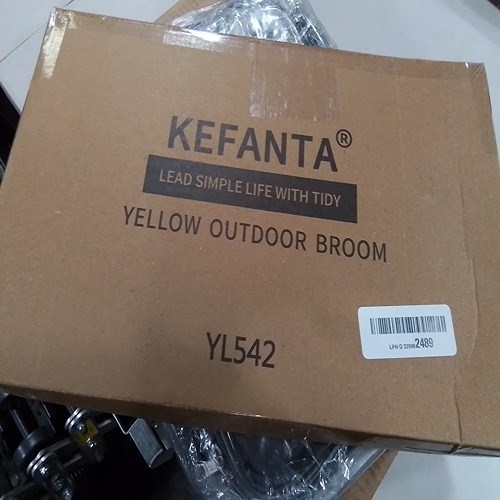 KEFANTA®
LEAD SIMPLE LIFE WITH TIDY
YELLOW OUTDOOR BROOM
YL542
2489